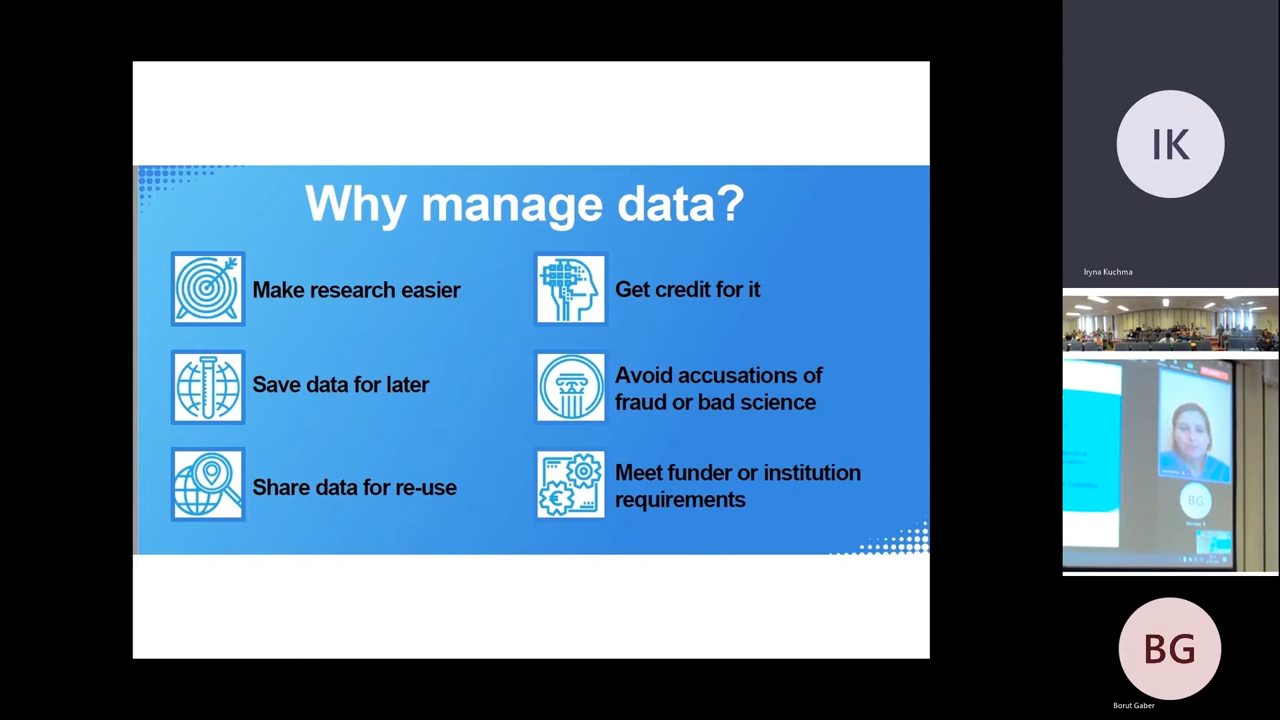 Why manage data?
Make research easier
Save data for later
Share data for re-use
Get credit for it
Avoid accusations of
fraud or bad science
Meet funder or institution
requirements
€
IK
Iryna Kuchma
BG
BG
Borut Gaber